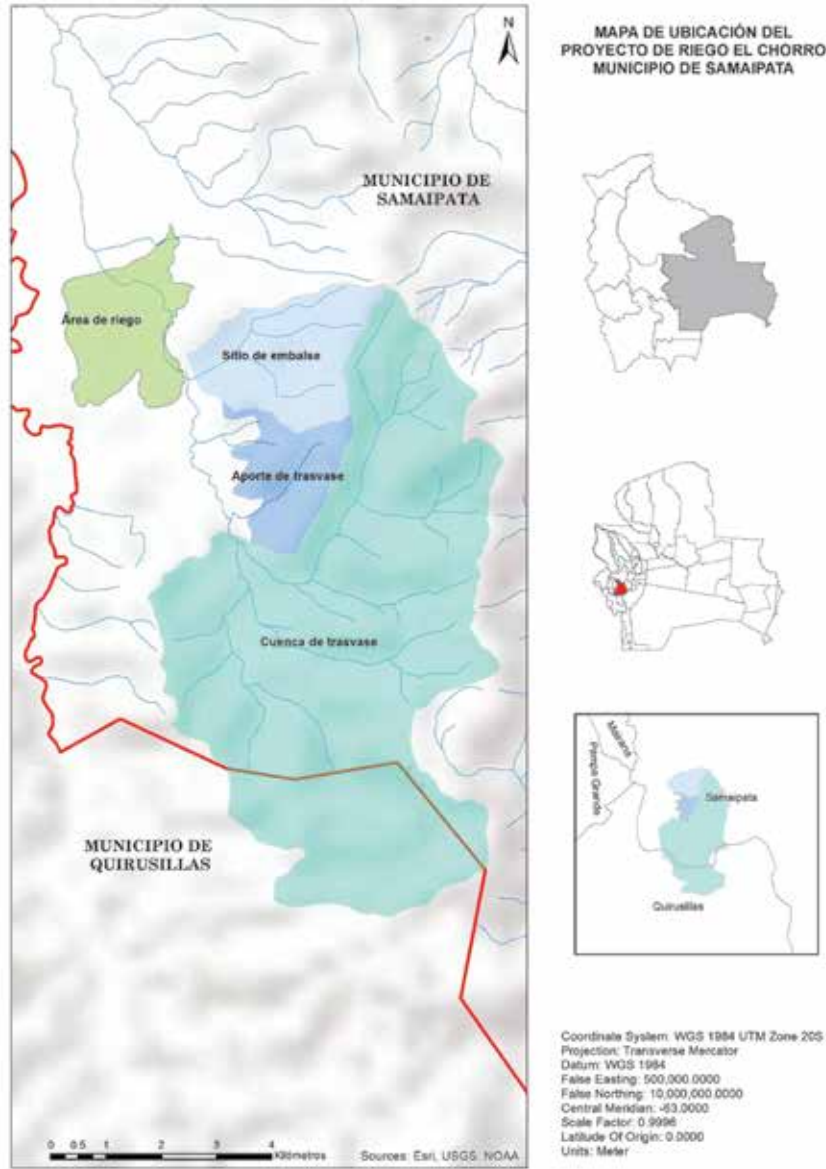 N
MAPA DE UBICACIÓN DEL
PROYECTO DE RIEGO EL CHORRO
MUNICIPIO DE SAMAIPATA
MUNICIPIO DE
SAMAIPATA
Área de riego
Sitio de embalse
Aporte de trasvase
Cuenca de trasvase
MUNICIPIO DE
QUIRUSILLAS
Mairana
Pampa Grande
Samaipata
Quirusillas
Coordinate System: WGS 1984 UTM Zone 20S
Projection: Transverse Mercator
Datum: WGS 1984
False Easting: 500,000.0000
False Northing: 10,000,000.0000
Central Meridian: -63.0000
Scale Factor: 0.9996
Latitude Of Origin: 0.0000
Units: Meter
0 0.5 1 2 3 4
Kilómetros
Sources: Esri, USGS, NOAA